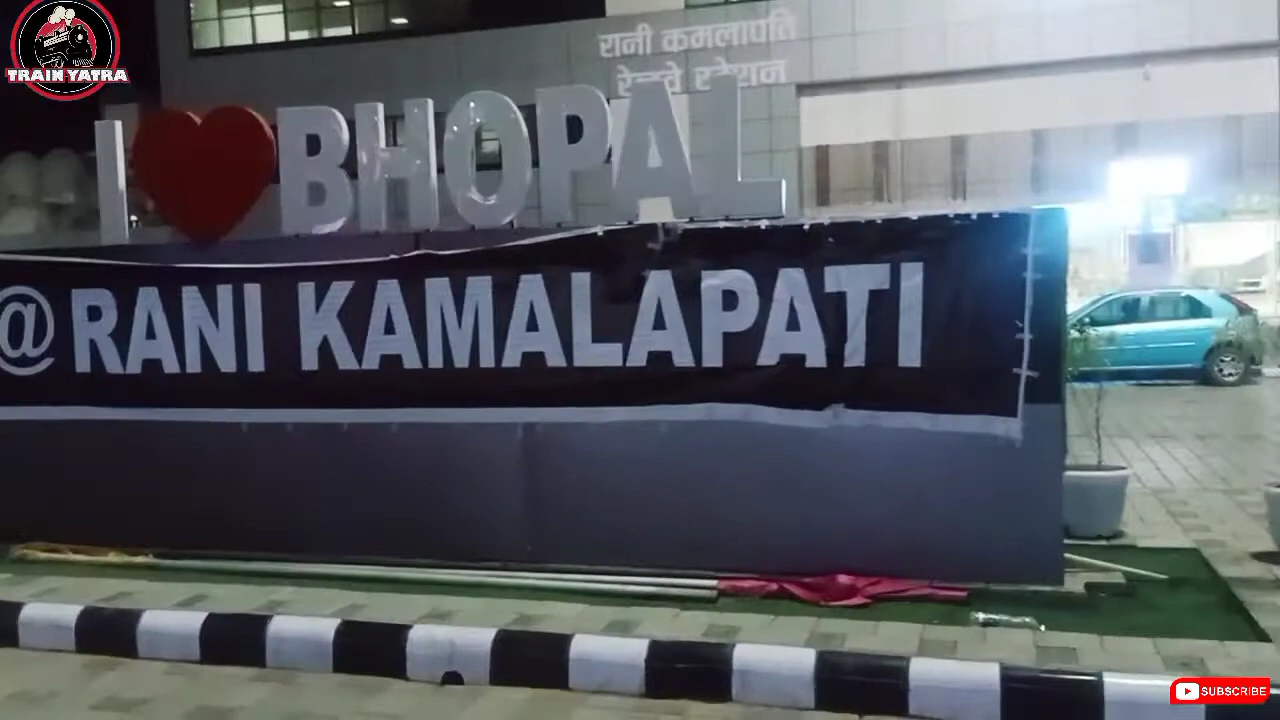 TRAIN YATRA
रानी कमलापति
रेल्वे स्टेशन
I ❤ BHOPAL
@ RANI KAMALAPATI
SUBSCRIBE